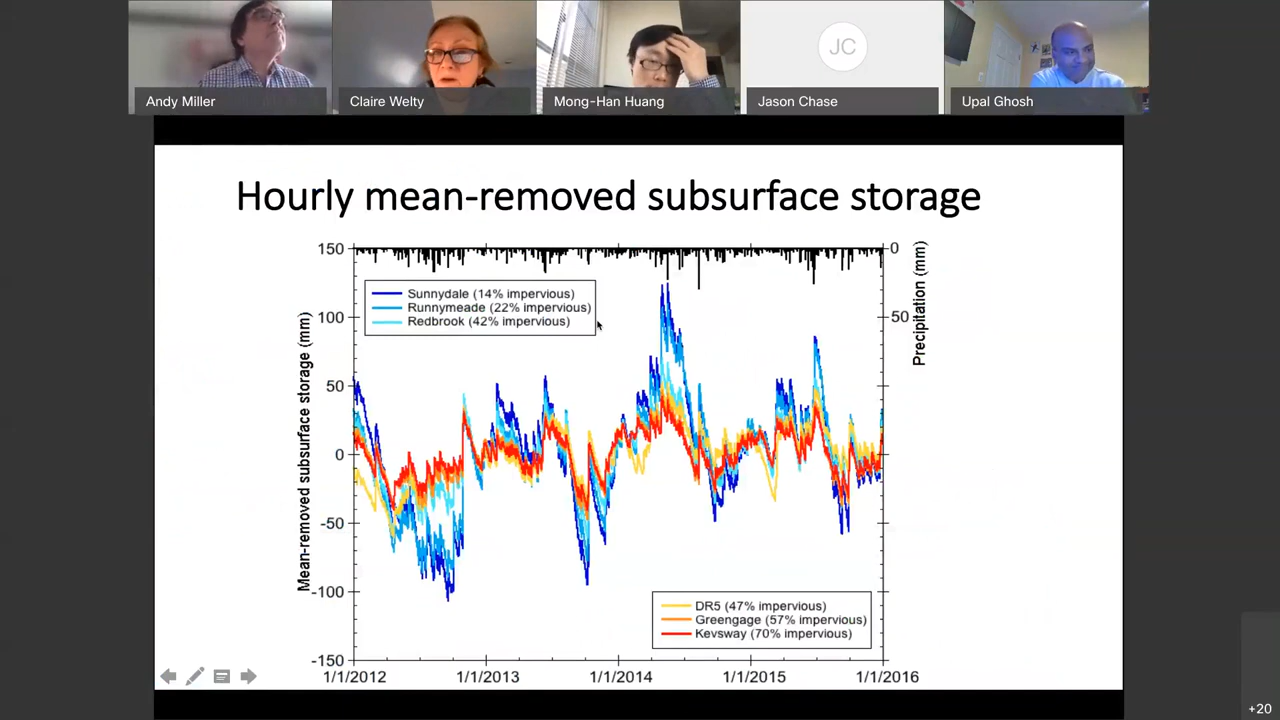 Andy Miller
Claire Welty
Mong-Han Huang
JC
Jason Chase
Upal Ghosh
Hourly mean-removed subsurface storage
150
100
50
0
-50
-100
-150
Mean-removed subsurface storage (mm)
0
50
Precipitation (mm)
Sunnydale (14% impervious)
Runnymeade (22% impervious)
Redbrook (42% impervious)
DR5 (47% impervious)
Greengage (57% impervious)
Kevsway (70% impervious)
1/1/2012
1/1/2013
1/1/2014
1/1/2015
1/1/2016
+20